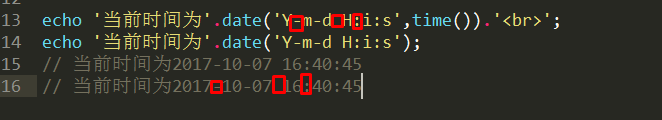 13 echo '当前时间为'.date('Y-m-d H:i:s',time()).'<br>';
14 echo '当前时间为'.date('Y-m-d H:i:s');
15 // 当前时间为2017-10-07 16:40:45
16 // 当前时间为2017-10-07 16:40:45